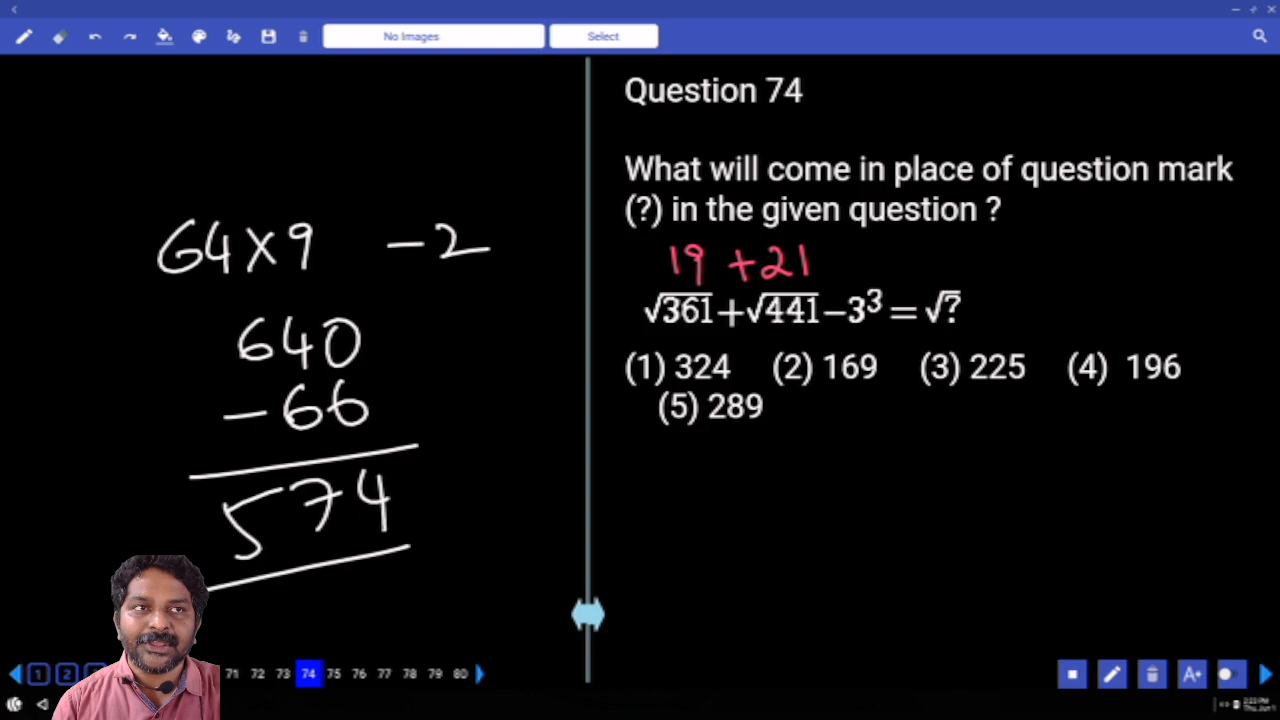 No Images
Select
64×9 -2
640
-66
574
Question 74
What will come in place of question mark
(?) in the given question ?
19 +21
√361+√441−3³=√?
(1) 324 (2) 169 (3) 225 (4) 196
(5) 289
1 2 71 72 73 74 75 76 77 78 79 80
A+